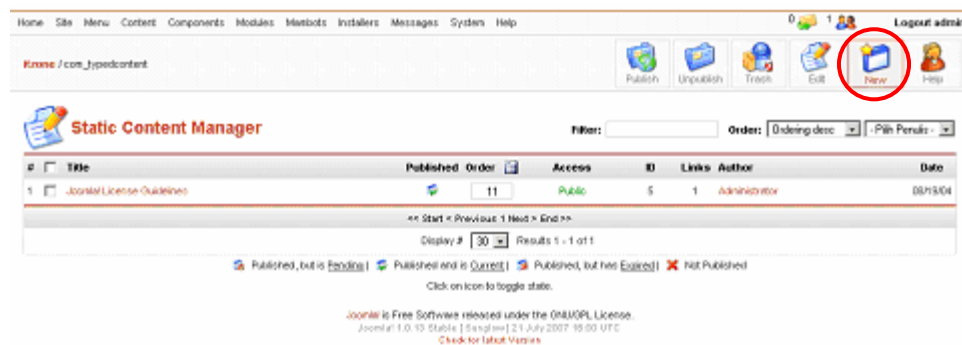 Home Site Menu Content Components Modules Mambots Installers Messages System Help 0 1 Logout admi
/ com_typedcontent
Publish Unpublish Trash Edit New Help
Static Content Manager Filter: Order: Ordering desc - Pilih Penulis -
# Title Published Order Access ID Links Author Date
1 Joomla! License Guidelines 11 Public 5 1 Administrator 08/19/04
<< Start < Previous 1 Next > End >>
Display # 30 Results 1 - 1 of 1
Published, but is Pending | Published and is Current | Published, but has Expired | Not Published
Click on icon to toggle state.
Joomla! is Free Software released under the GNU/GPL License.
Joomla! 1.0.13 Stable [ Sunglow ] 21 July 2007 16:00 UTC
Check for latest Version